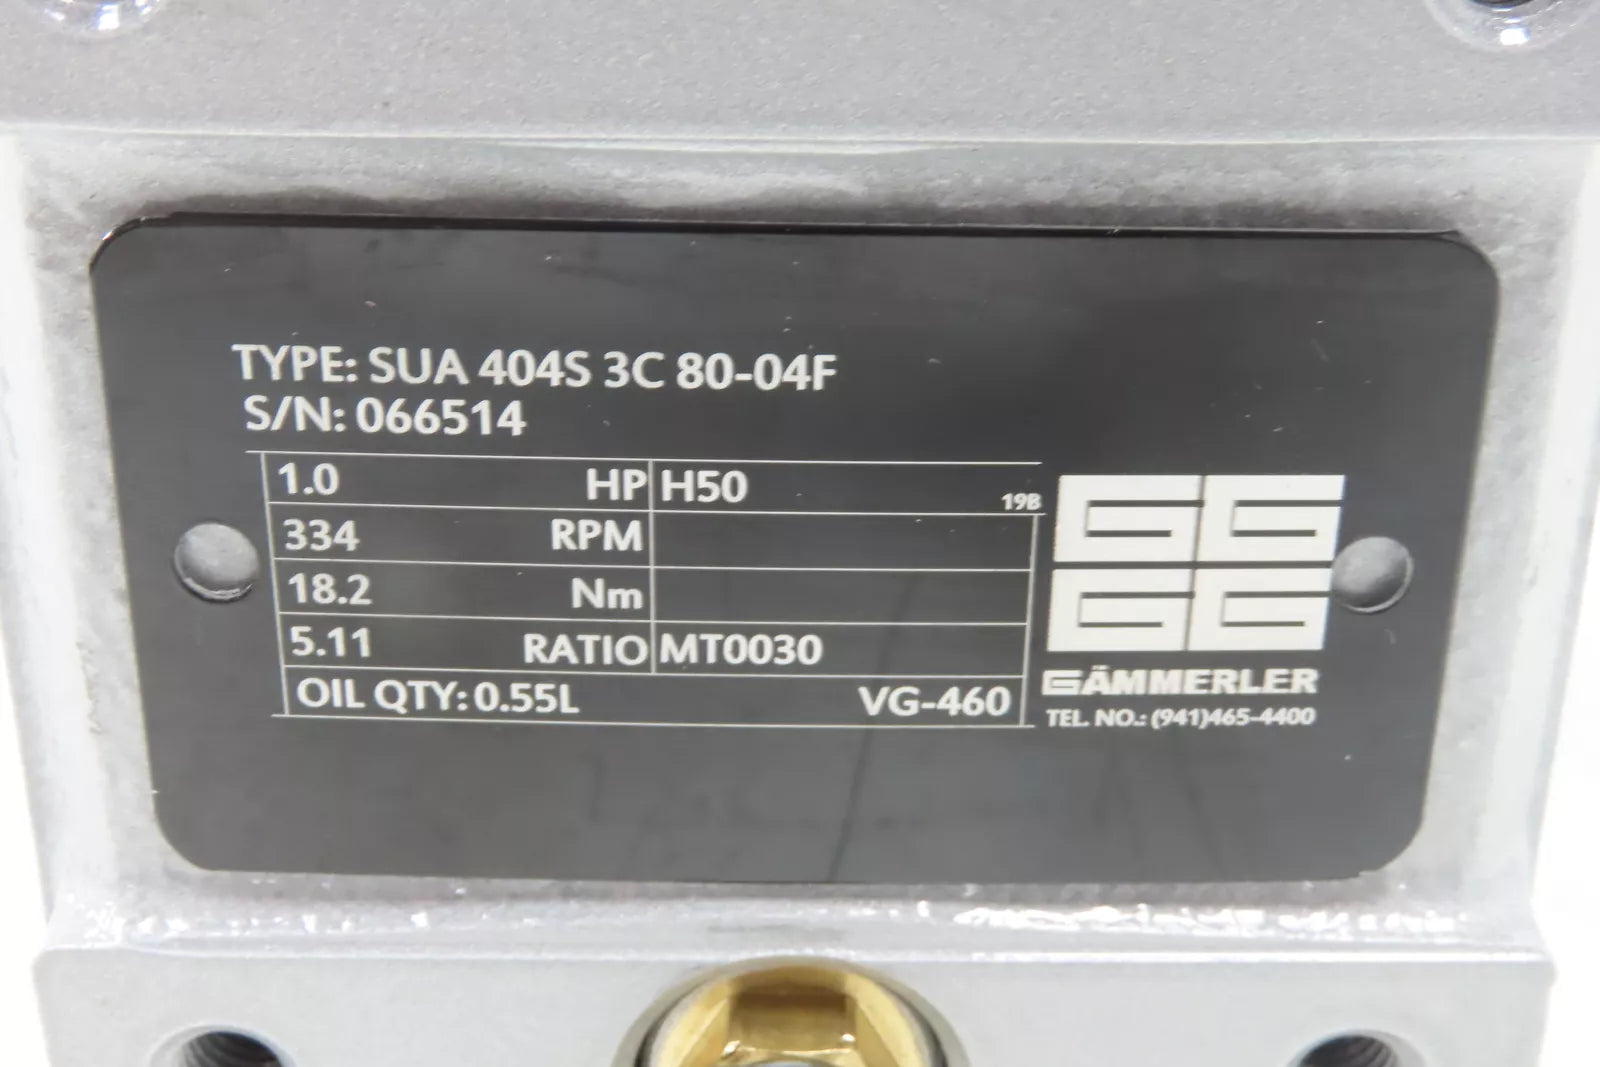 TYPE: SUA 404S 3C 80-04F
S/N: 066514
1.0 HP H50 19B
334 RPM
18.2 Nm
5.11 RATIO MT0030
OIL QTY: 0.55L VG-460
GÄMMERLER
TEL. NO.: (941)465-4400